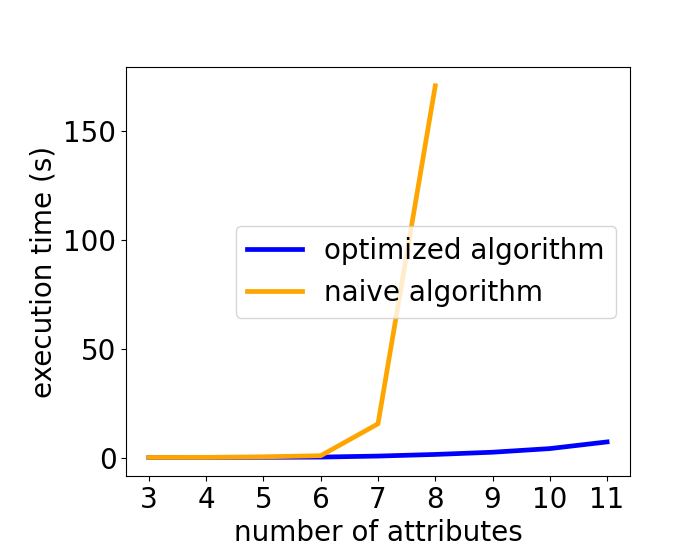 150
100
50
0
execution time (s)
optimized algorithm
naive algorithm
3 4 5 6 7 8 9 10 11
number of attributes